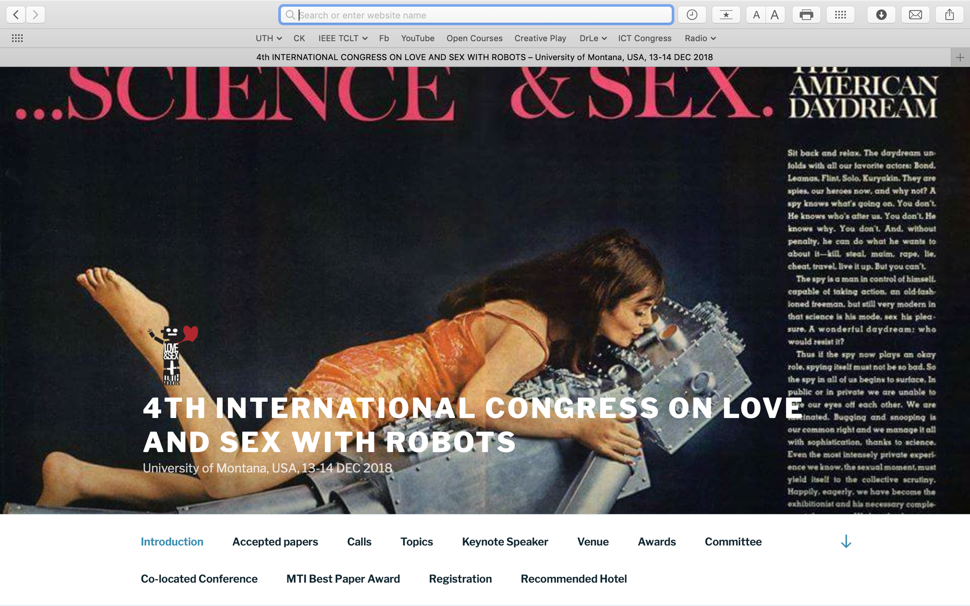 Search or enter website name
A A
UTH CK IEEE TCLT Fb YouTube Open Courses Creative Play DrLe ICT Congress Radio
4th INTERNATIONAL CONGRESS ON LOVE AND SEX WITH ROBOTS – University of Montana, USA, 13-14 DEC 2018
...SCIENCE & SEX.
THE
AMERICAN
DAYDREAM
Sit back and relax. The daydream un-
folds with all our favorite actors: Bond,
Leamas, Flint, Solo, Kuryakin. They are
spies, our heroes now, and why not? A
spy knows what's going on. You don't.
He knows who's after us. You don't. He
knows why. You don't. And, without
penalty, he can do what he wants to
about it—kill, steal, maim, rape, lie,
cheat, travel, live it up. But you can't.
The spy is a man in control of himself,
capable of taking action, an old-fash-
ioned freeman, but still very modern in
that science is his mode, sex his plea-
sure. A wonderful daydream; who
would resist it?
Thus if the spy now plays an okay
role, spying itself must not be so bad. So
the spy in all of us begins to surface. In
public or in private we are unable to
our eyes off each other. We are
Bugging and snooping is
our common right and we manage it all
with sophistication, thanks to science.
Even the most intensely private experi-
ence we know, the sexual moment, must
yield itself to the collective scrutiny.
Happily, eagerly, we have become the
exhibitionist and his necessary comple-
LOVE
&SEX
4TH INTERNATIONAL CONGRESS ON LOVE
AND SEX WITH ROBOTS
University of Montana, USA, 13-14 DEC 2018
Introduction Accepted papers Calls Topics Keynote Speaker Venue Awards Committee
Co-located Conference MTI Best Paper Award Registration Recommended Hotel